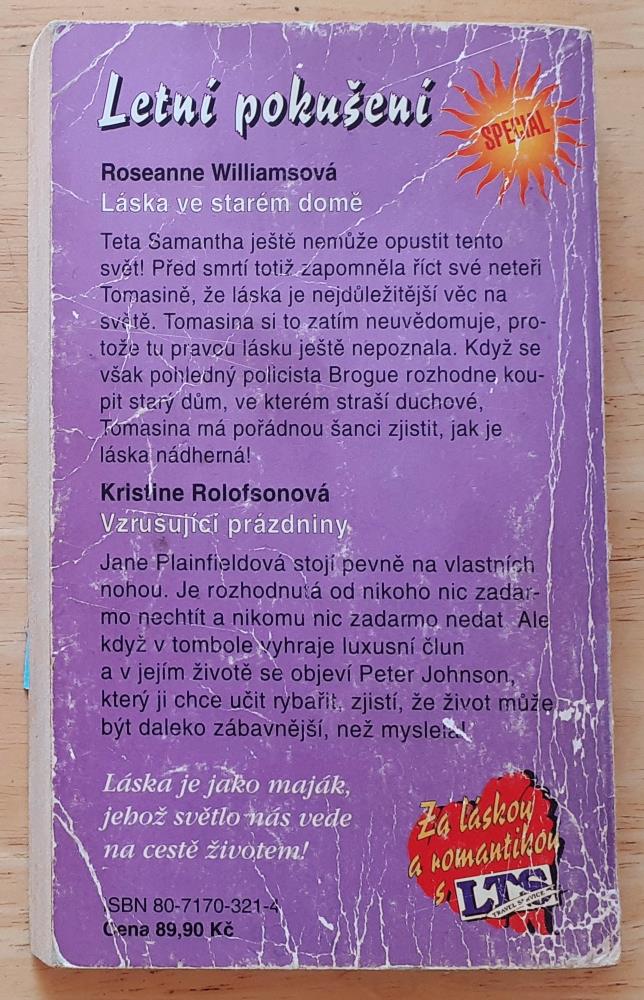 Letní pokušení
SPECIAL
Roseanne Williamsová
Láska ve starém domě
Teta Samantha ještě nemůže opustit tento
svět! Před smrtí totiž zapomněla říct své neteři
Tomasině, že láska je nejdůležitější věc na
světě. Tomasina si to zatím neuvědomuje, pro-
tože tu pravou lásku ještě nepoznala. Když se
však pohledný policista Brogue rozhodne kou-
pit starý dům, ve kterém straší duchové,
Tomasina má pořádnou šanci zjistit, jak je
láska nádherná!
Kristine Rolofsonová
Vzrušující prázdniny
Jane Plainfieldová stojí pevně na vlastních
nohou. Je rozhodnutá od nikoho nic zadar-
mo nechtít a nikomu nic zadarmo nedat. Ale
když v tombole vyhraje luxusní člun
a v jejím životě se objeví Peter Johnson,
který ji chce učit rybařit, zjistí, že život může
být daleko zábavnější, než myslela!
Láska je jako maják,
jehož světlo nás vede
na cestě životem!
Za láskou
a romantikou
s
LTS
TRAVEL SERVICE
ISBN 80-7170-321-4
Cena 89,90 Kč